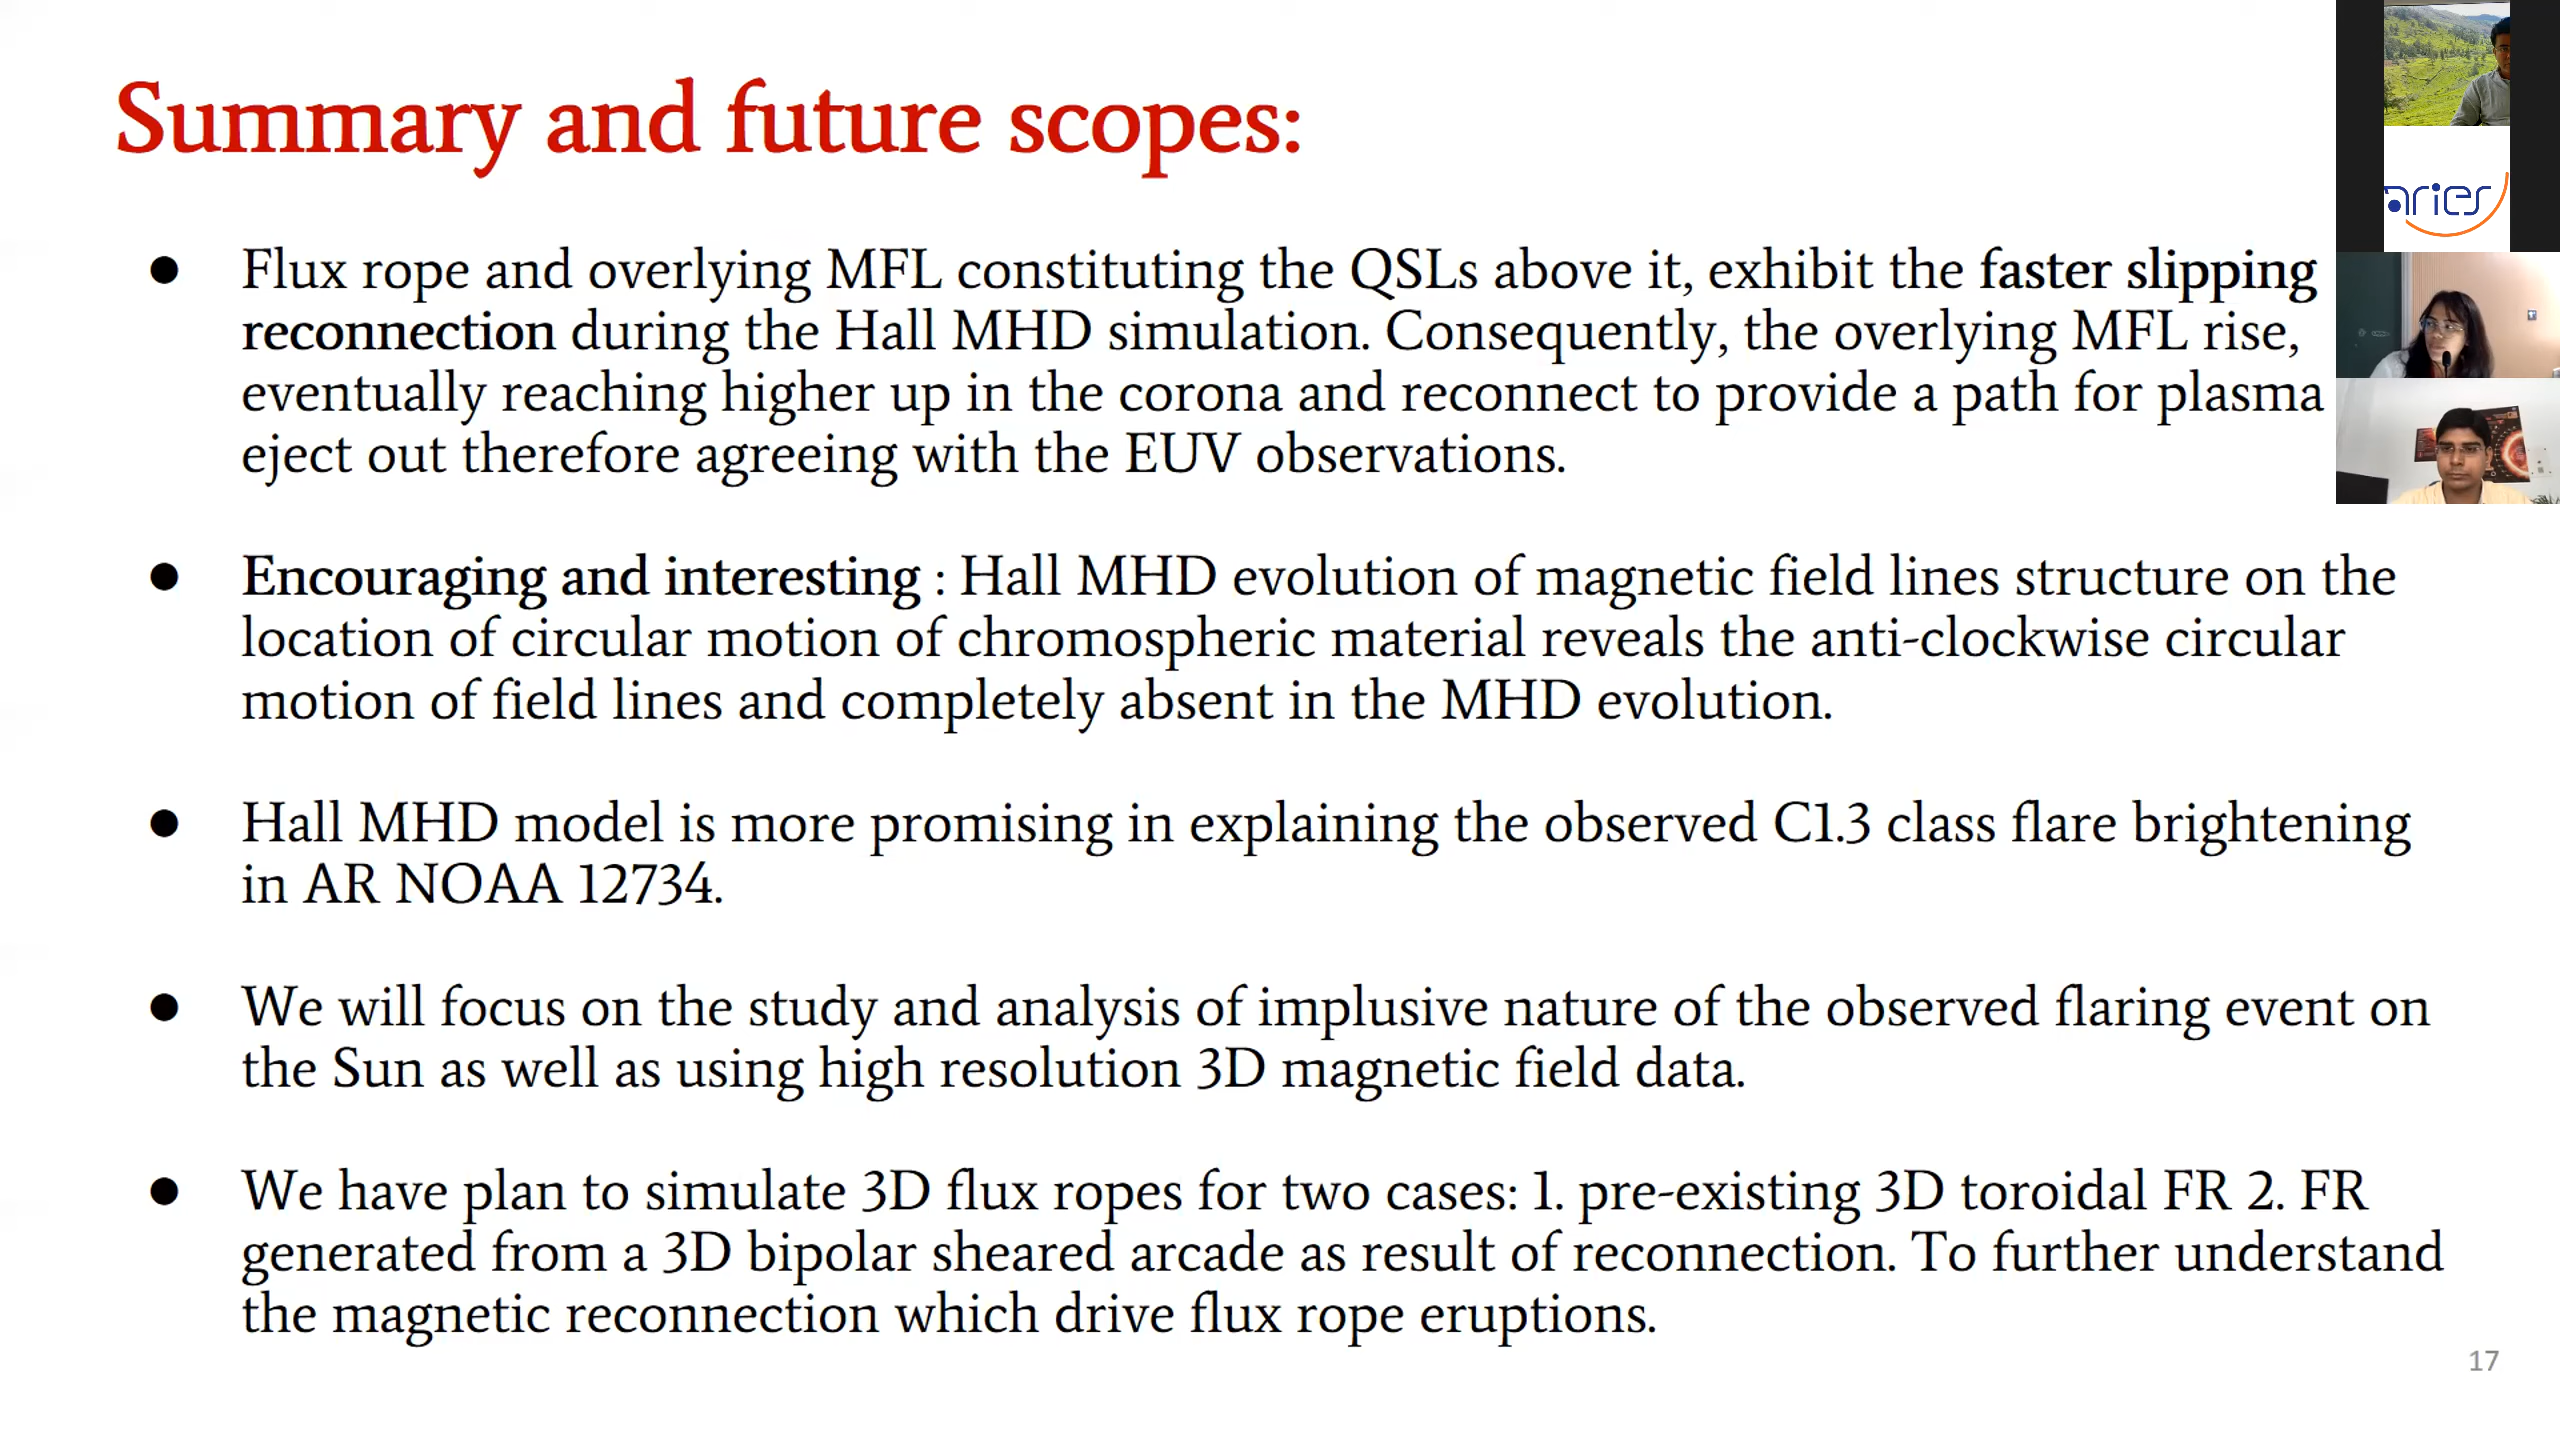 Summary and future scopes:
aries
● Flux rope and overlying MFL constituting the QSLs above it, exhibit the faster slipping
reconnection during the Hall MHD simulation. Consequently, the overlying MFL rise,
eventually reaching higher up in the corona and reconnect to provide a path for plasma
eject out therefore agreeing with the EUV observations.
● Encouraging and interesting : Hall MHD evolution of magnetic field lines structure on the
location of circular motion of chromospheric material reveals the anti-clockwise circular
motion of field lines and completely absent in the MHD evolution.
● Hall MHD model is more promising in explaining the observed C1.3 class flare brightening
in AR NOAA 12734.
● We will focus on the study and analysis of implusive nature of the observed flaring event on
the Sun as well as using high resolution 3D magnetic field data.
● We have plan to simulate 3D flux ropes for two cases: 1. pre-existing 3D toroidal FR 2. FR
generated from a 3D bipolar sheared arcade as result of reconnection. To further understand
the magnetic reconnection which drive flux rope eruptions.
17